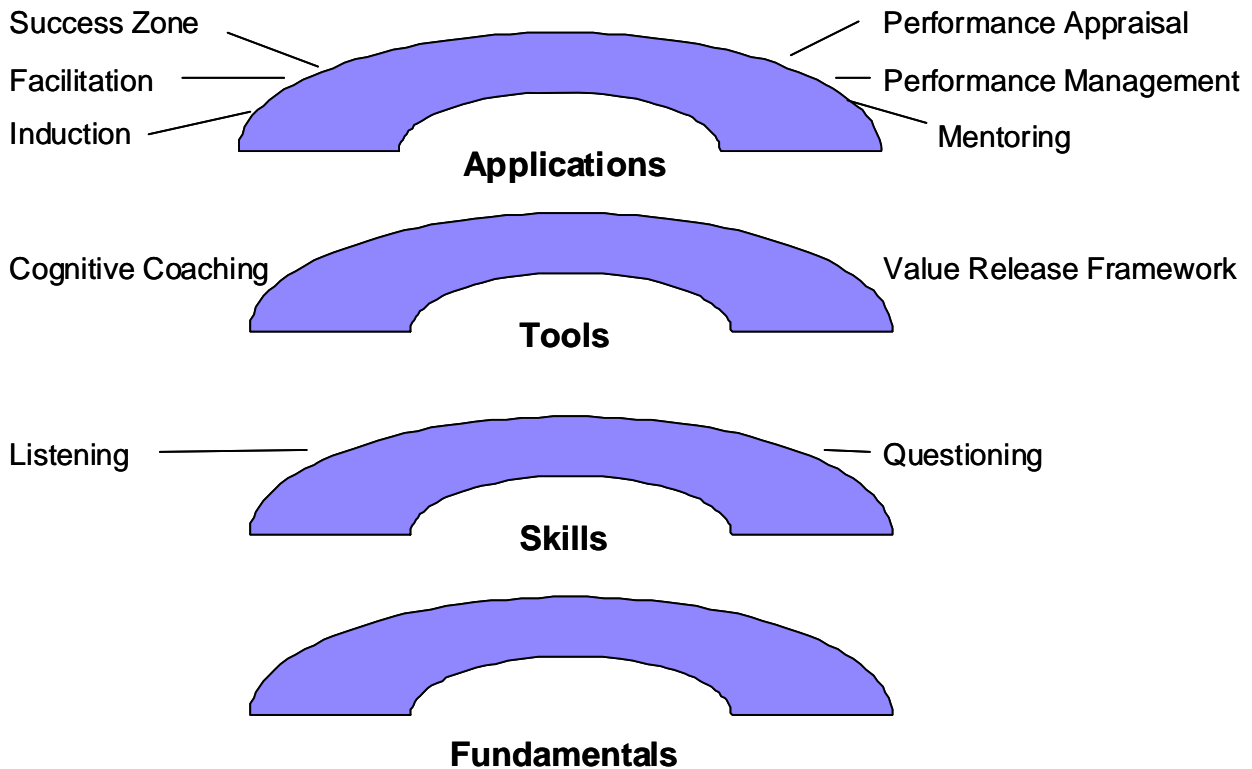 Success Zone
Performance Appraisal
Facilitation
Performance Management
Induction
Mentoring
Applications
Cognitive Coaching
Value Release Framework
Tools
Listening
Questioning
Skills
Fundamentals